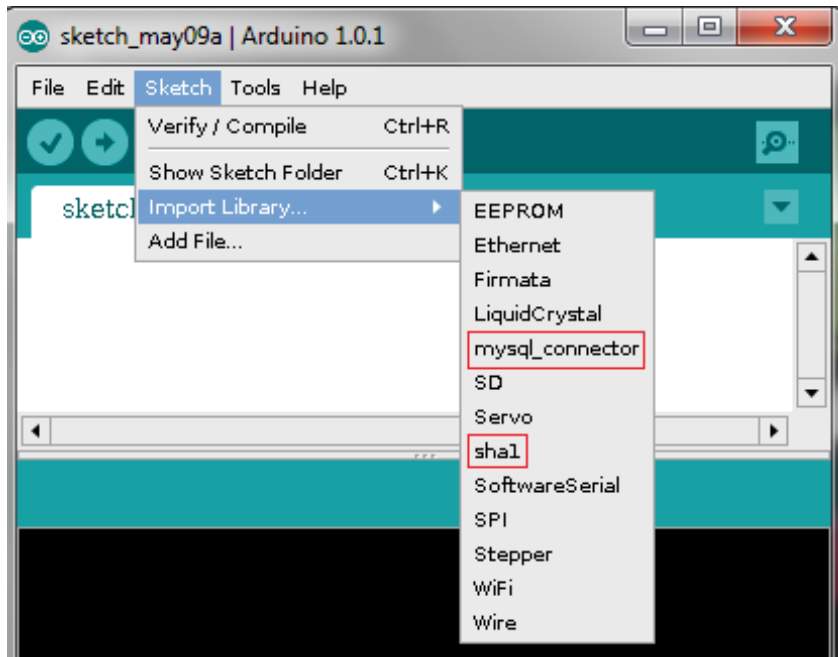 sketch_may09a | Arduino 1.0.1
File Edit Sketch Tools Help
Verify / Compile Ctrl+R
Show Sketch Folder Ctrl+K
sketc
Import Library...
Add File...
EEPROM
Ethernet
Firmata
LiquidCrystal
mysql_connector
SD
Servo
sha1
SoftwareSerial
SPI
Stepper
WiFi
Wire